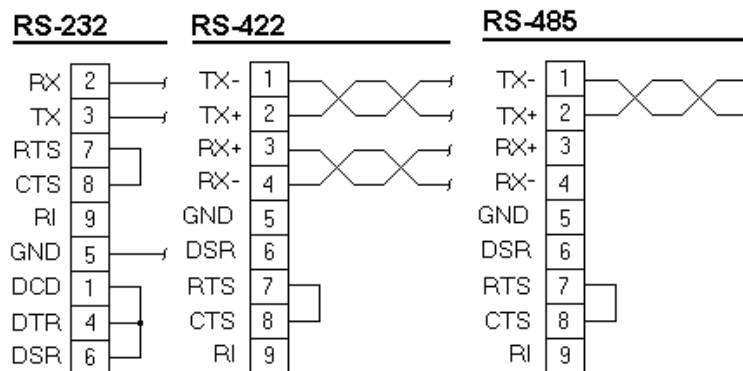 RS-232 RS-422 RS-485
RX 2 TX- 1 TX- 1
TX 3 TX+ 2 TX+ 2
RTS 7 RX+ 3 RX+ 3
CTS 8 RX- 4 RX- 4
RI 9 GND 5 GND 5
GND 5 DSR 6 DSR 6
DCD 1 RTS 7 RTS 7
DTR 4 CTS 8 CTS 8
DSR 6 RI 9 RI 9